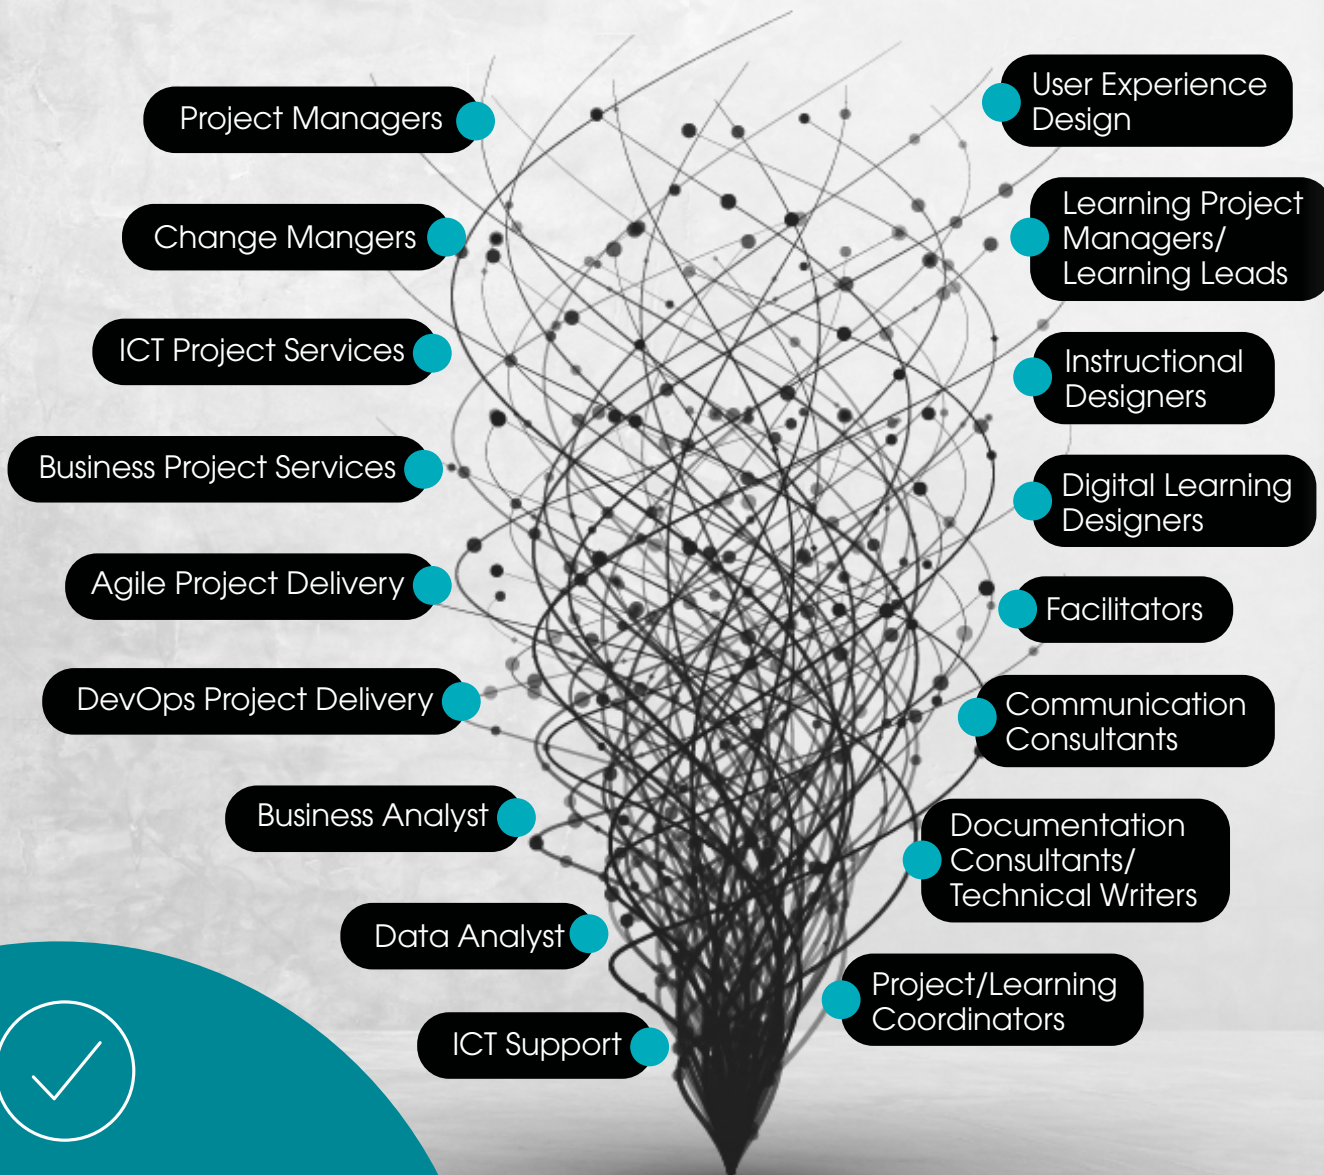 Project Managers
Change Mangers
ICT Project Services
Business Project Services
Agile Project Delivery
DevOps Project Delivery
Business Analyst
Data Analyst
ICT Support
User Experience
Design
Learning Project
Managers/
Learning Leads
Instructional
Designers
Digital Learning
Designers
Facilitators
Communication
Consultants
Documentation
Consultants/
Technical Writers
Project/Learning
Coordinators